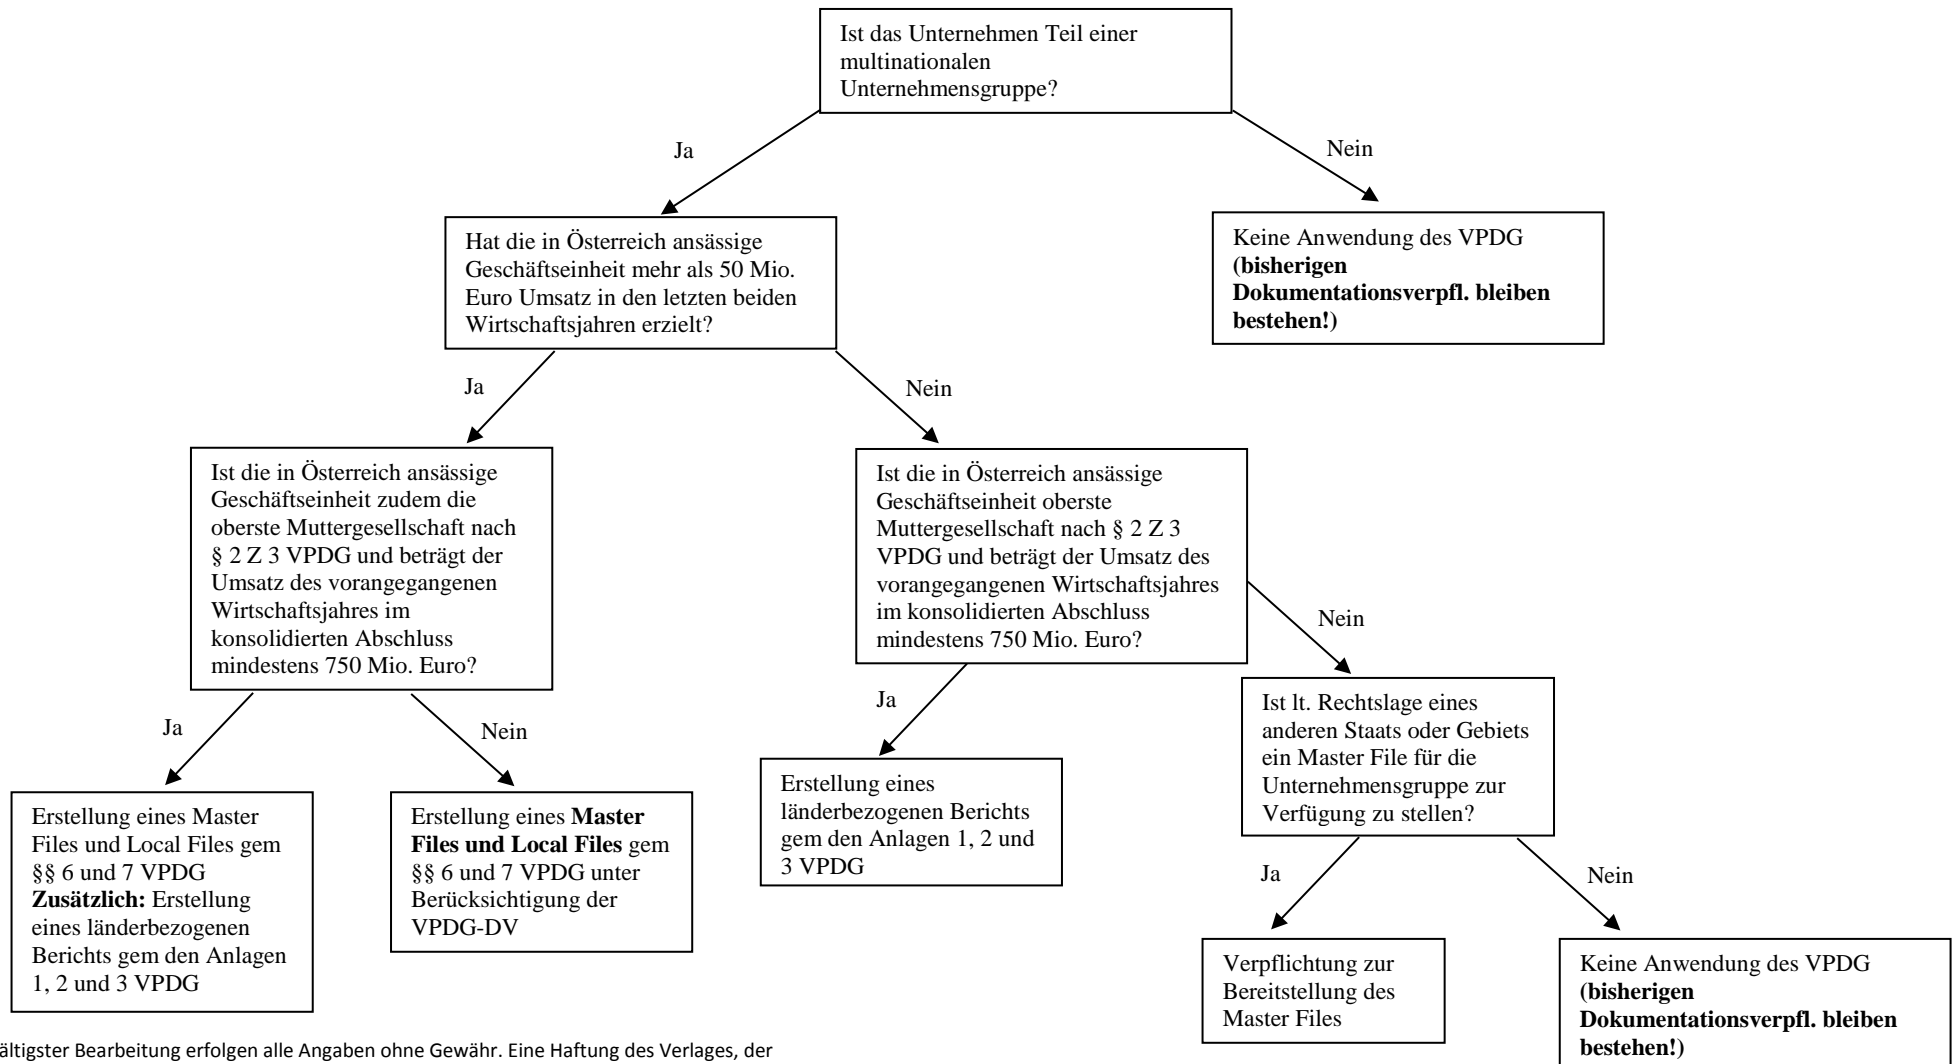 Ist das Unternehmen Teil einer
multinationalen
Unternehmensgruppe?
Ja
Nein
Hat die in Österreich ansässige
Geschäftseinheit mehr als 50 Mio.
Euro Umsatz in den letzten beiden
Wirtschaftsjahren erzielt?
Keine Anwendung des VPDG
(bisherigen
Dokumentationsverpfl. bleiben
bestehen!)
Ja
Nein
Ist die in Österreich ansässige
Geschäftseinheit zudem die
oberste Muttergesellschaft nach
§ 2 Z 3 VPDG und beträgt der
Umsatz des vorangegangenen
Wirtschaftsjahres im
konsolidierten Abschluss
mindestens 750 Mio. Euro?
Ist die in Österreich ansässige
Geschäftseinheit oberste
Muttergesellschaft nach § 2 Z 3
VPDG und beträgt der Umsatz des
vorangegangenen Wirtschaftsjahres
im konsolidierten Abschluss
mindestens 750 Mio. Euro?
Nein
Ja
Nein
Ja
Ist lt. Rechtslage eines
anderen Staats oder Gebiets
ein Master File für die
Unternehmensgruppe zur
Verfügung zu stellen?
Erstellung eines Master
Files und Local Files gem
§§ 6 und 7 VPDG
Zusätzlich: Erstellung
eines länderbezogenen
Berichts gem den Anlagen
1, 2 und 3 VPDG
Erstellung eines Master
Files und Local Files gem
§§ 6 und 7 VPDG unter
Berücksichtigung der
VPDG-DV
Erstellung eines
länderbezogenen Berichts
gem den Anlagen 1, 2 und
3 VPDG
Ja
Nein
Verpflichtung zur
Bereitstellung des
Master Files
Keine Anwendung des VPDG
(bisherigen
Dokumentationsverpfl. bleiben
bestehen!)
ältigster Bearbeitung erfolgen alle Angaben ohne Gewähr. Eine Haftung des Verlages, der